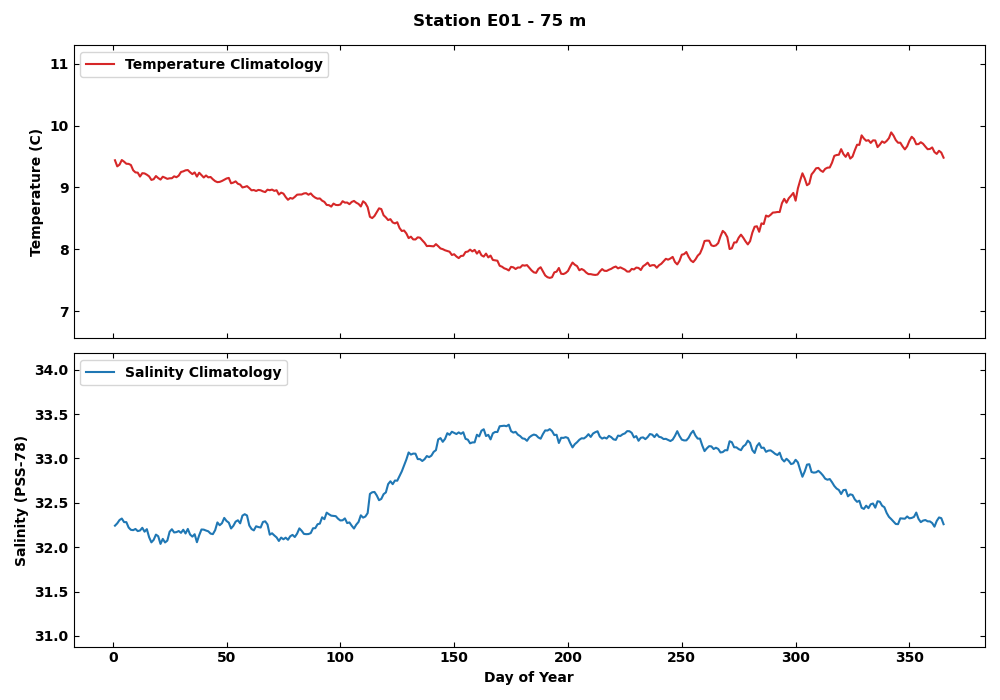 Station E01 - 75 m
Temperature Climatology
Temperature (C)
11
10
9
8
7
Salinity Climatology
Salinity (PSS-78)
34.0
33.5
33.0
32.5
32.0
31.5
31.0
0 50 100 150 200 250 300 350
Day of Year